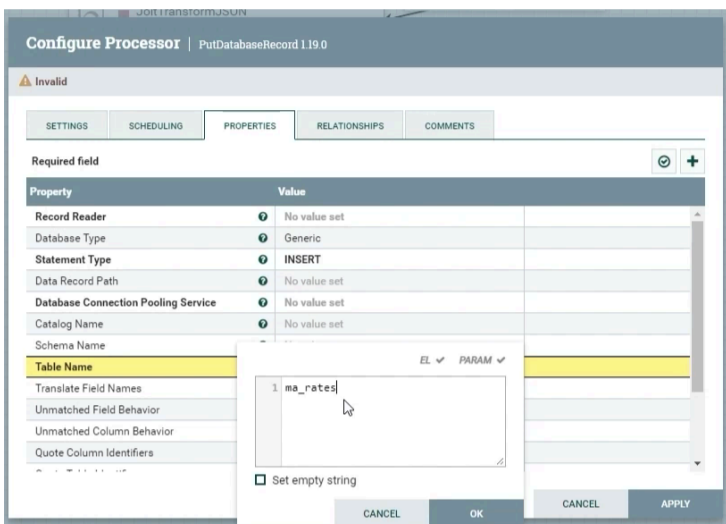 JoltTransformJSON
Configure Processor | PutDatabaseRecord 1.19.0
Invalid
SETTINGS SCHEDULING PROPERTIES RELATIONSHIPS COMMENTS
Required field
Property Value
Record Reader No value set
Database Type Generic
Statement Type INSERT
Data Record Path No value set
Database Connection Pooling Service No value set
Catalog Name No value set
Schema Name
Table Name
EL PARAM
Translate Field Names
1 ma_rates
Unmatched Field Behavior
Unmatched Column Behavior
Quote Column Identifiers
Set empty string
CANCEL OK
CANCEL APPLY